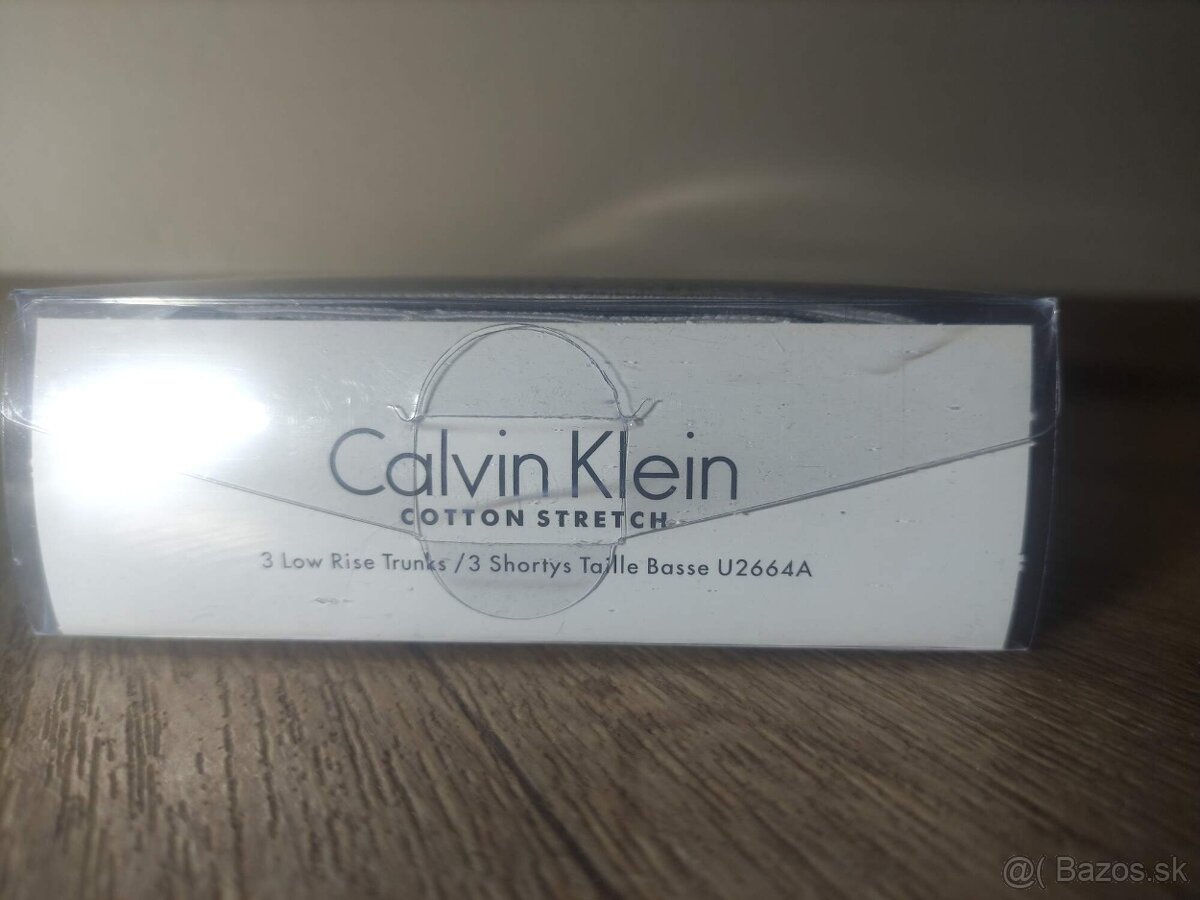 Calvin Klein
COTTON STRETCH
3 Low Rise Trunks / 3 Shortys Taille Basse U2664A
@( Bazos.sk